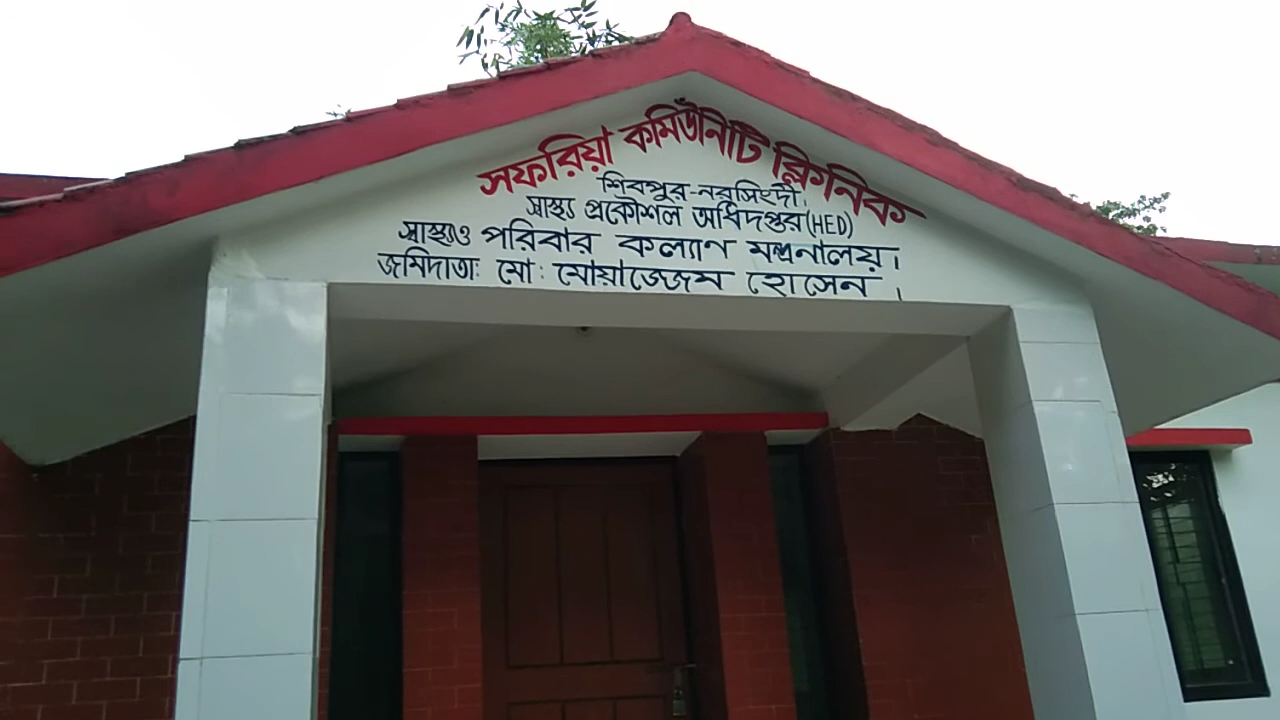 সফরিয়া কমিউনিটি ক্লিনিক
শিবপুর-নরসিংদী।
স্বাস্থ্য প্রকৌশল অধিদপ্তর(HED)
স্বাস্থ্যও পরিবার কল্যাণ মন্ত্রনালয়।
জমিদাতাঃ মোঃ মোয়াজ্জেম হোসেন।